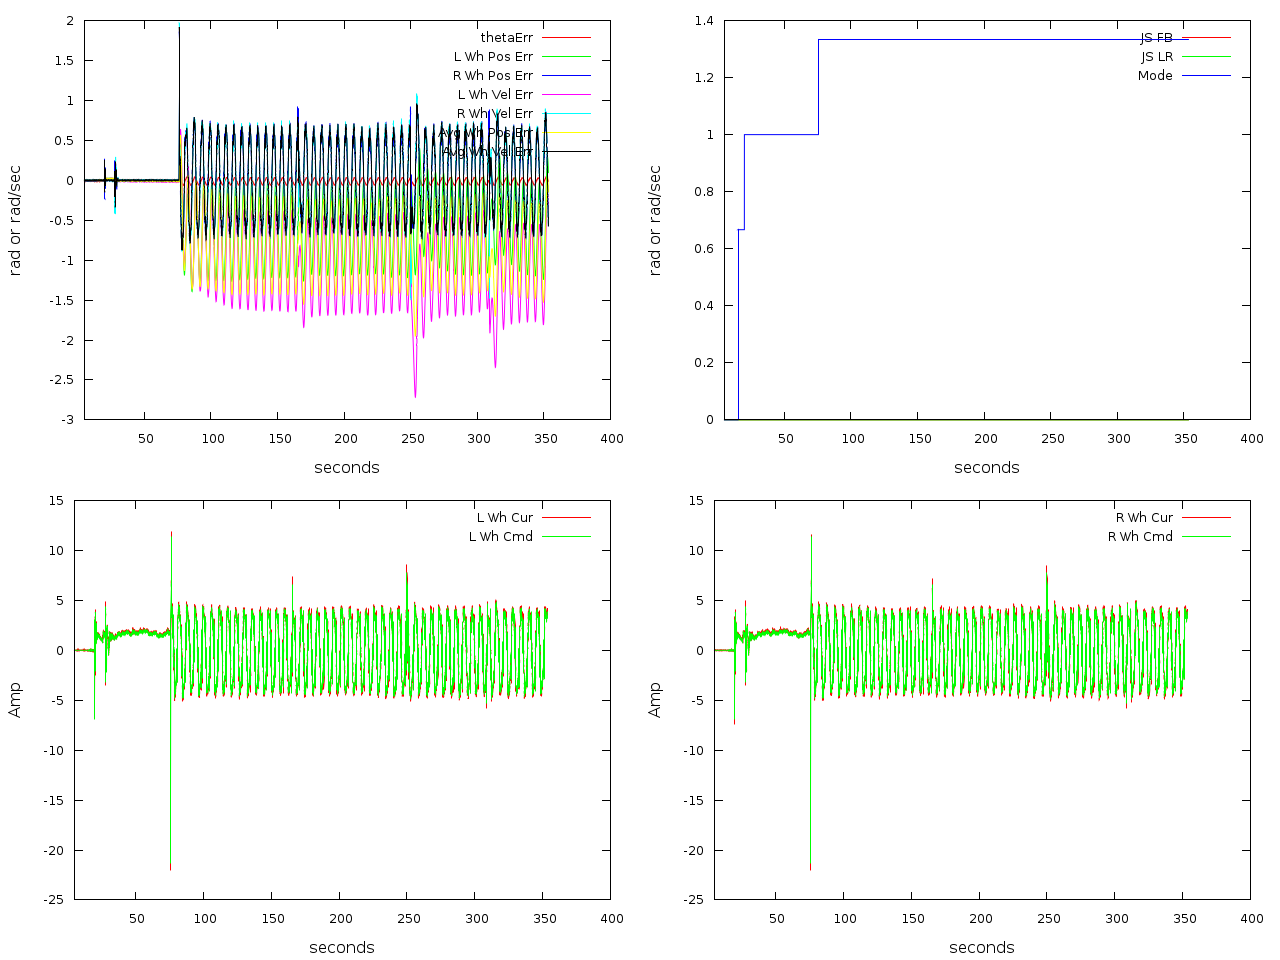 2
1.5
1
0.5
0
-0.5
-1
-1.5
-2
-2.5
-3
rad or rad/sec
thetaErr
L Wh Pos Err
R Wh Pos Err
L Wh Vel Err
R Wh Vel Err
Avg Wh Pos Err
Avg Wh Vel Err
50 100 150 200 250 300 350 400
seconds
1.4
1.2
1
0.8
0.6
0.4
0.2
0
rad or rad/sec
JS FB
JS LR
Mode
50 100 150 200 250 300 350 400
seconds
15
10
5
0
-5
-10
-15
-20
-25
Amp
L Wh Cur
L Wh Cmd
50 100 150 200 250 300 350 400
seconds
15
10
5
0
-5
-10
-15
-20
-25
Amp
R Wh Cur
R Wh Cmd
50 100 150 200 250 300 350 400
seconds